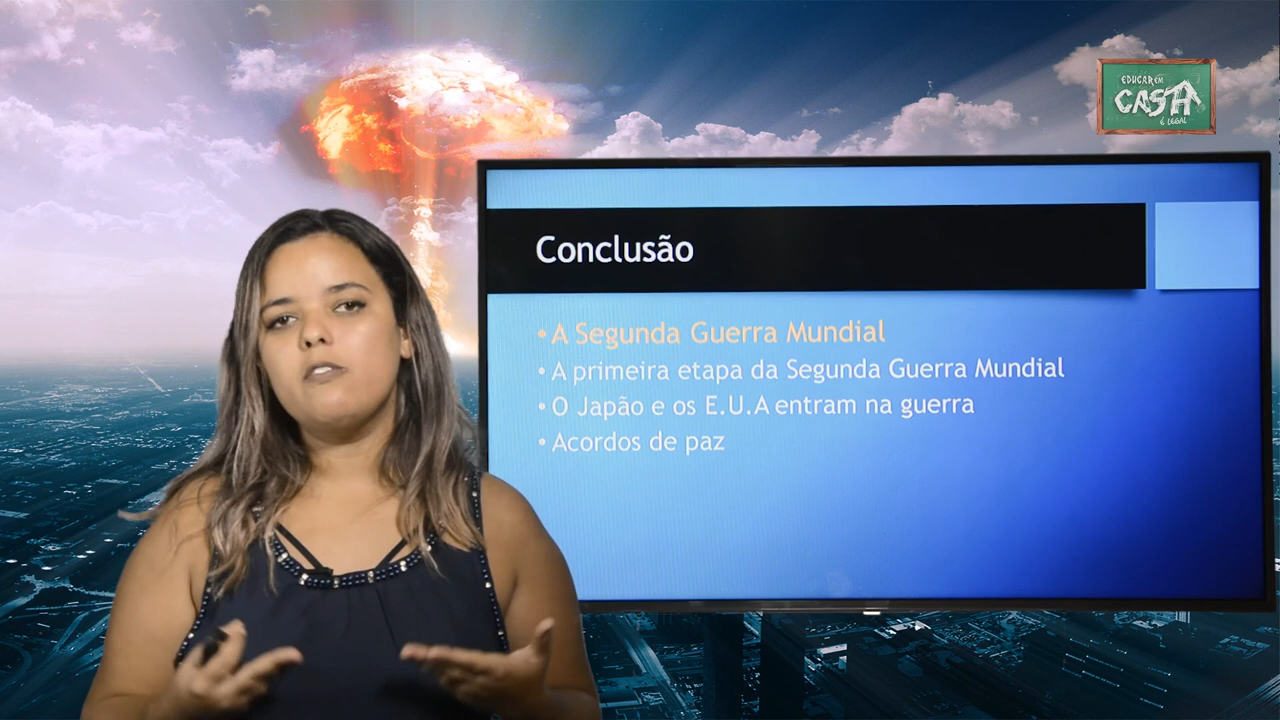 EDUCAR EM
CASA
É LEGAL
Conclusão
• A Segunda Guerra Mundial
• A primeira etapa da Segunda Guerra Mundial
• O Japão e os E.U.A entram na guerra
• Acordos de paz